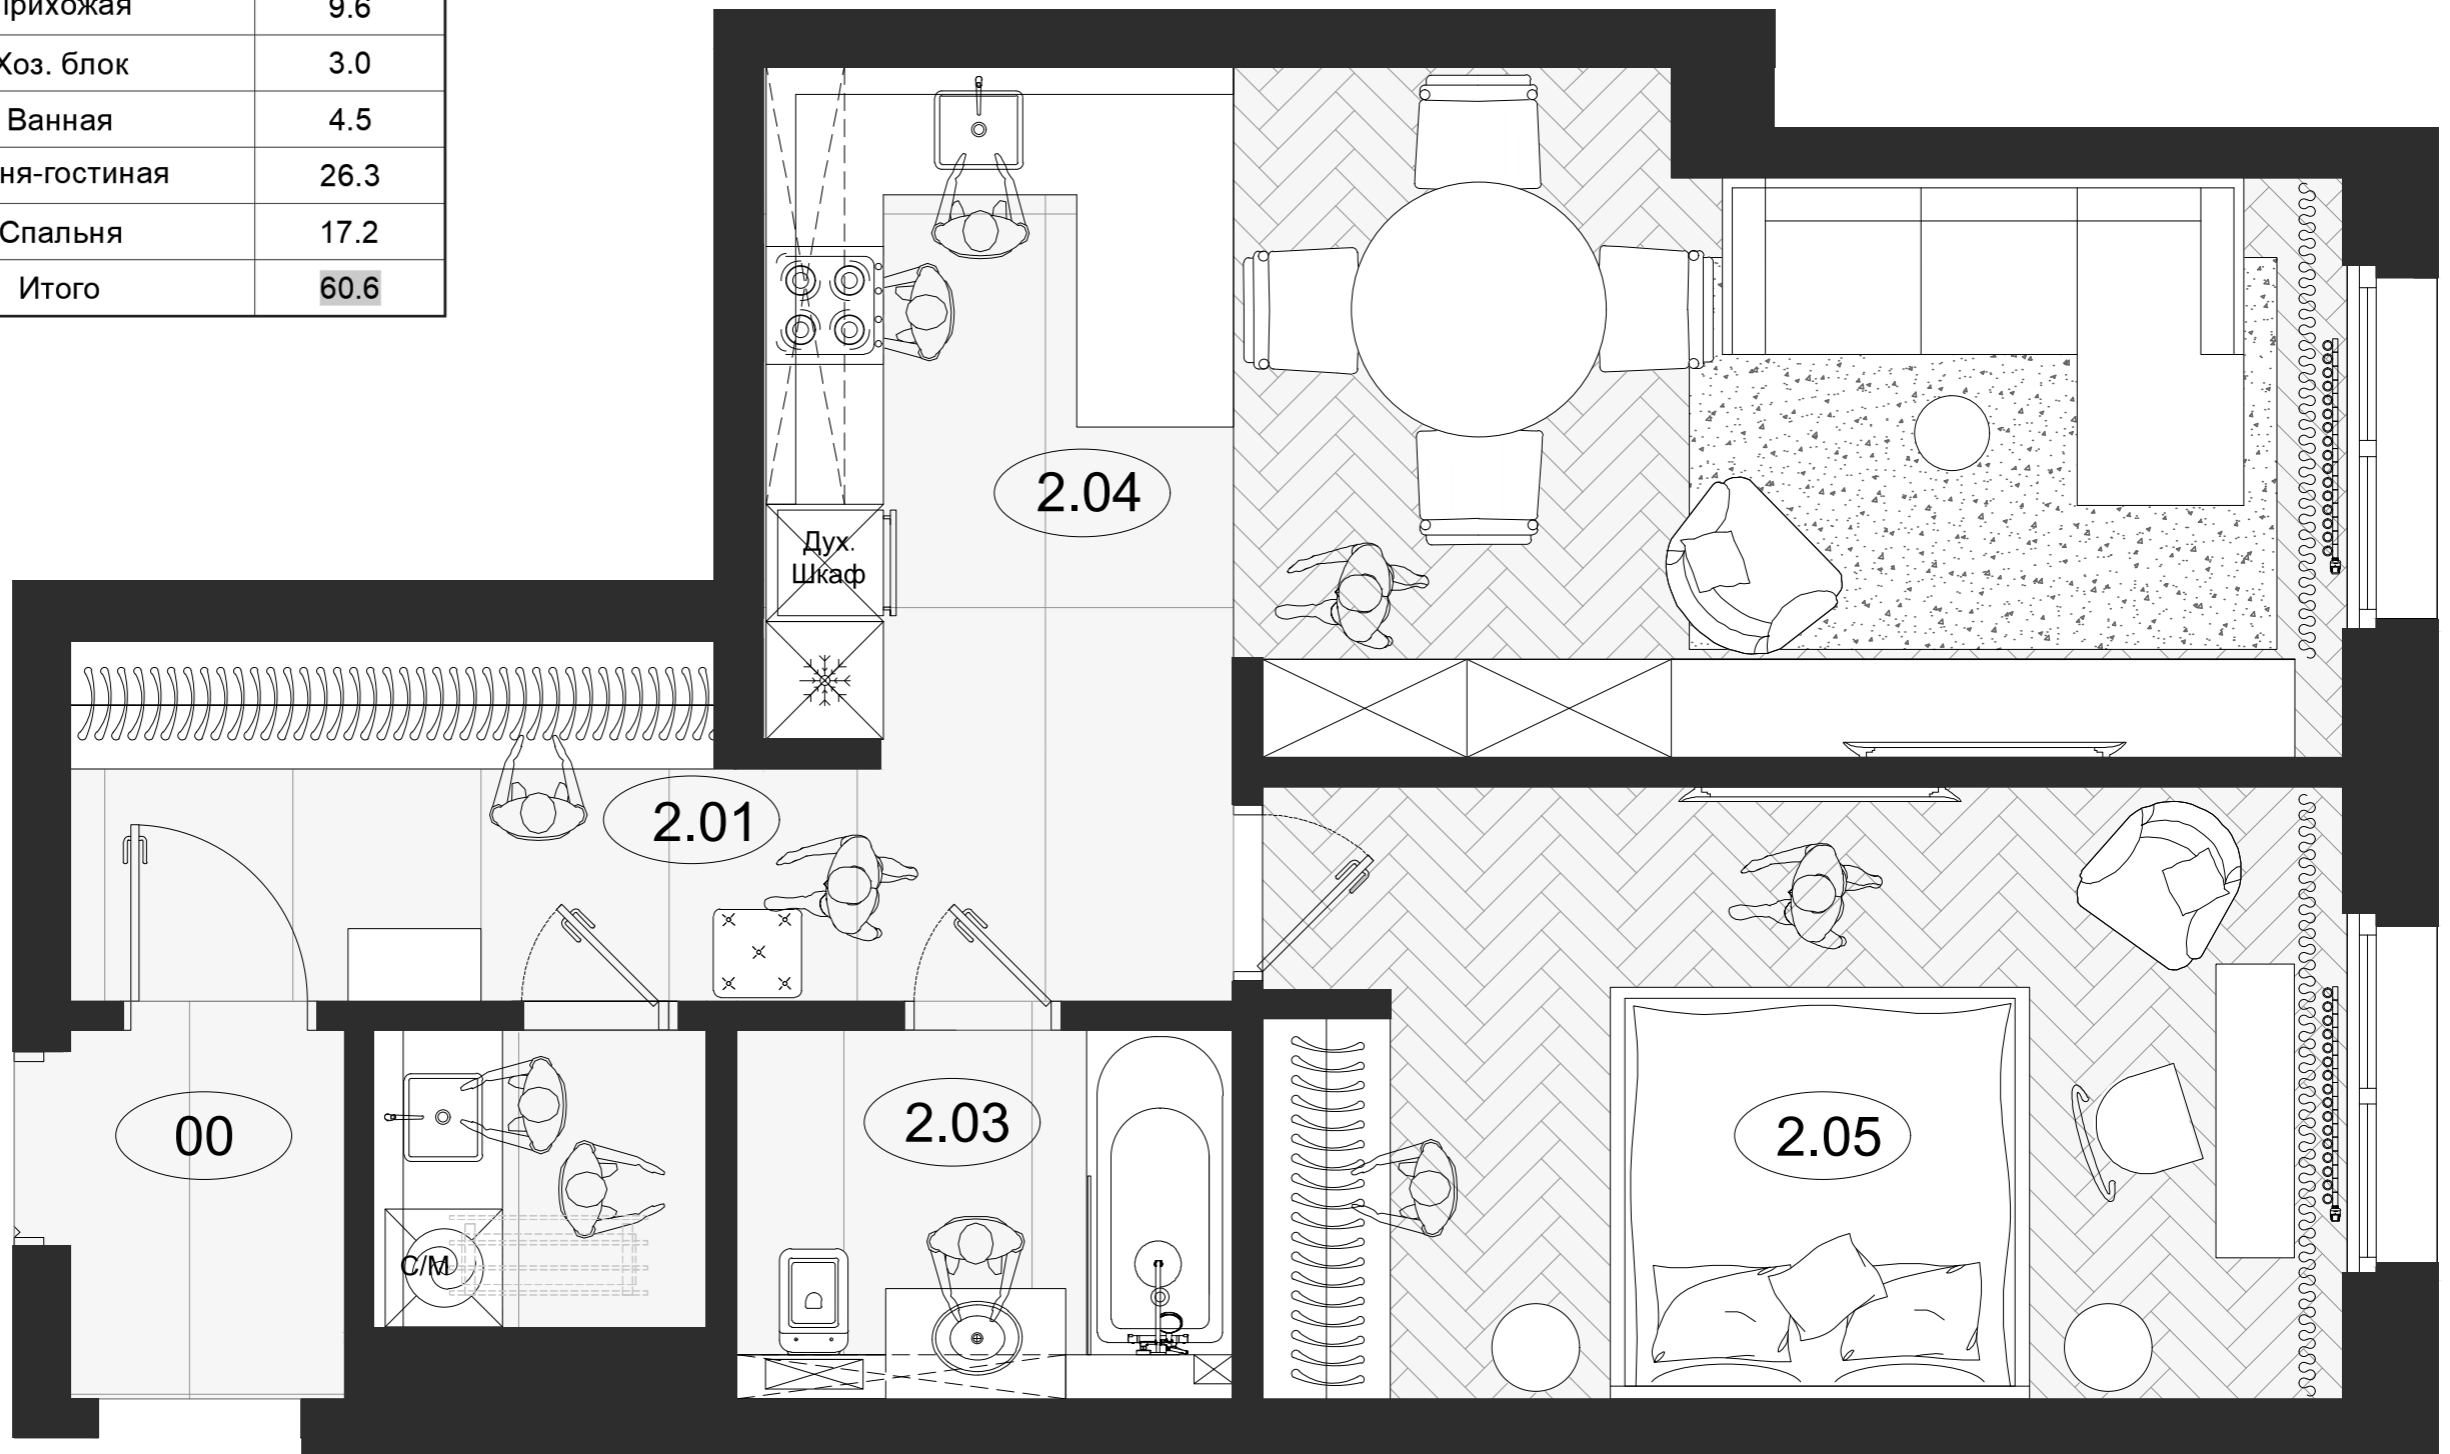 9.6
Хоз. блок 3.0
Ванная 4.5
ня-гостиная 26.3
Спальня 17.2
Итого 60.6
2.04
Дух.
Шкаф
2.01
00
2.03
2.05
С/М